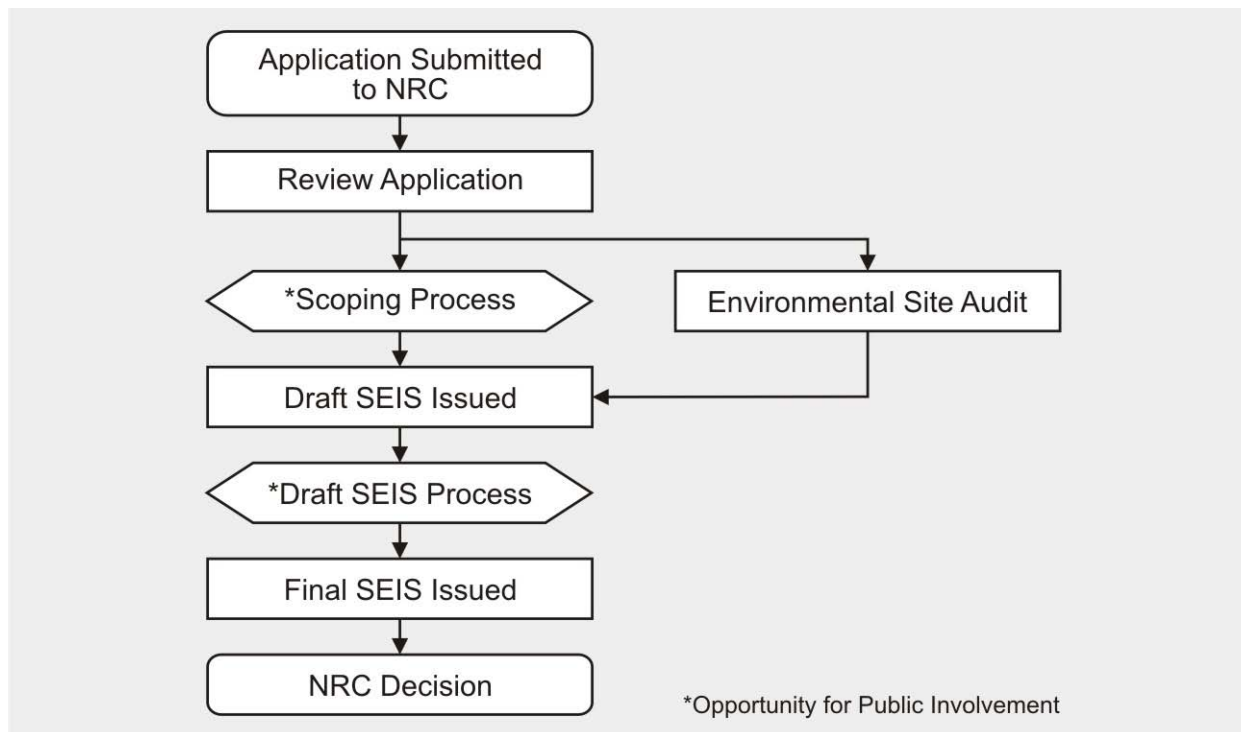 Application Submitted
to NRC
Review Application
*Scoping Process
Environmental Site Audit
Draft SEIS Issued
*Draft SEIS Process
Final SEIS Issued
NRC Decision
*Opportunity for Public Involvement